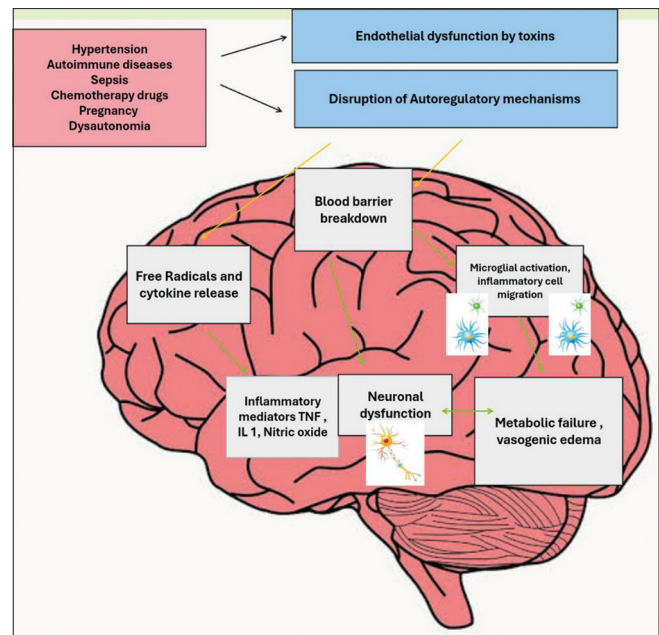 Hypertension
Autoimmune diseases
Sepsis
Chemotherapy drugs
Pregnancy
Dysautonomia
Endothelial dysfunction by toxins
Disruption of Autoregulatory mechanisms
Blood barrier
breakdown
Free Radicals and
cytokine release
Microglial activation,
inflammatory cell
migration
Inflammatory
mediators TNF ,
IL 1, Nitric oxide
Neuronal
dysfunction
Metabolic failure ,
vasogenic edema